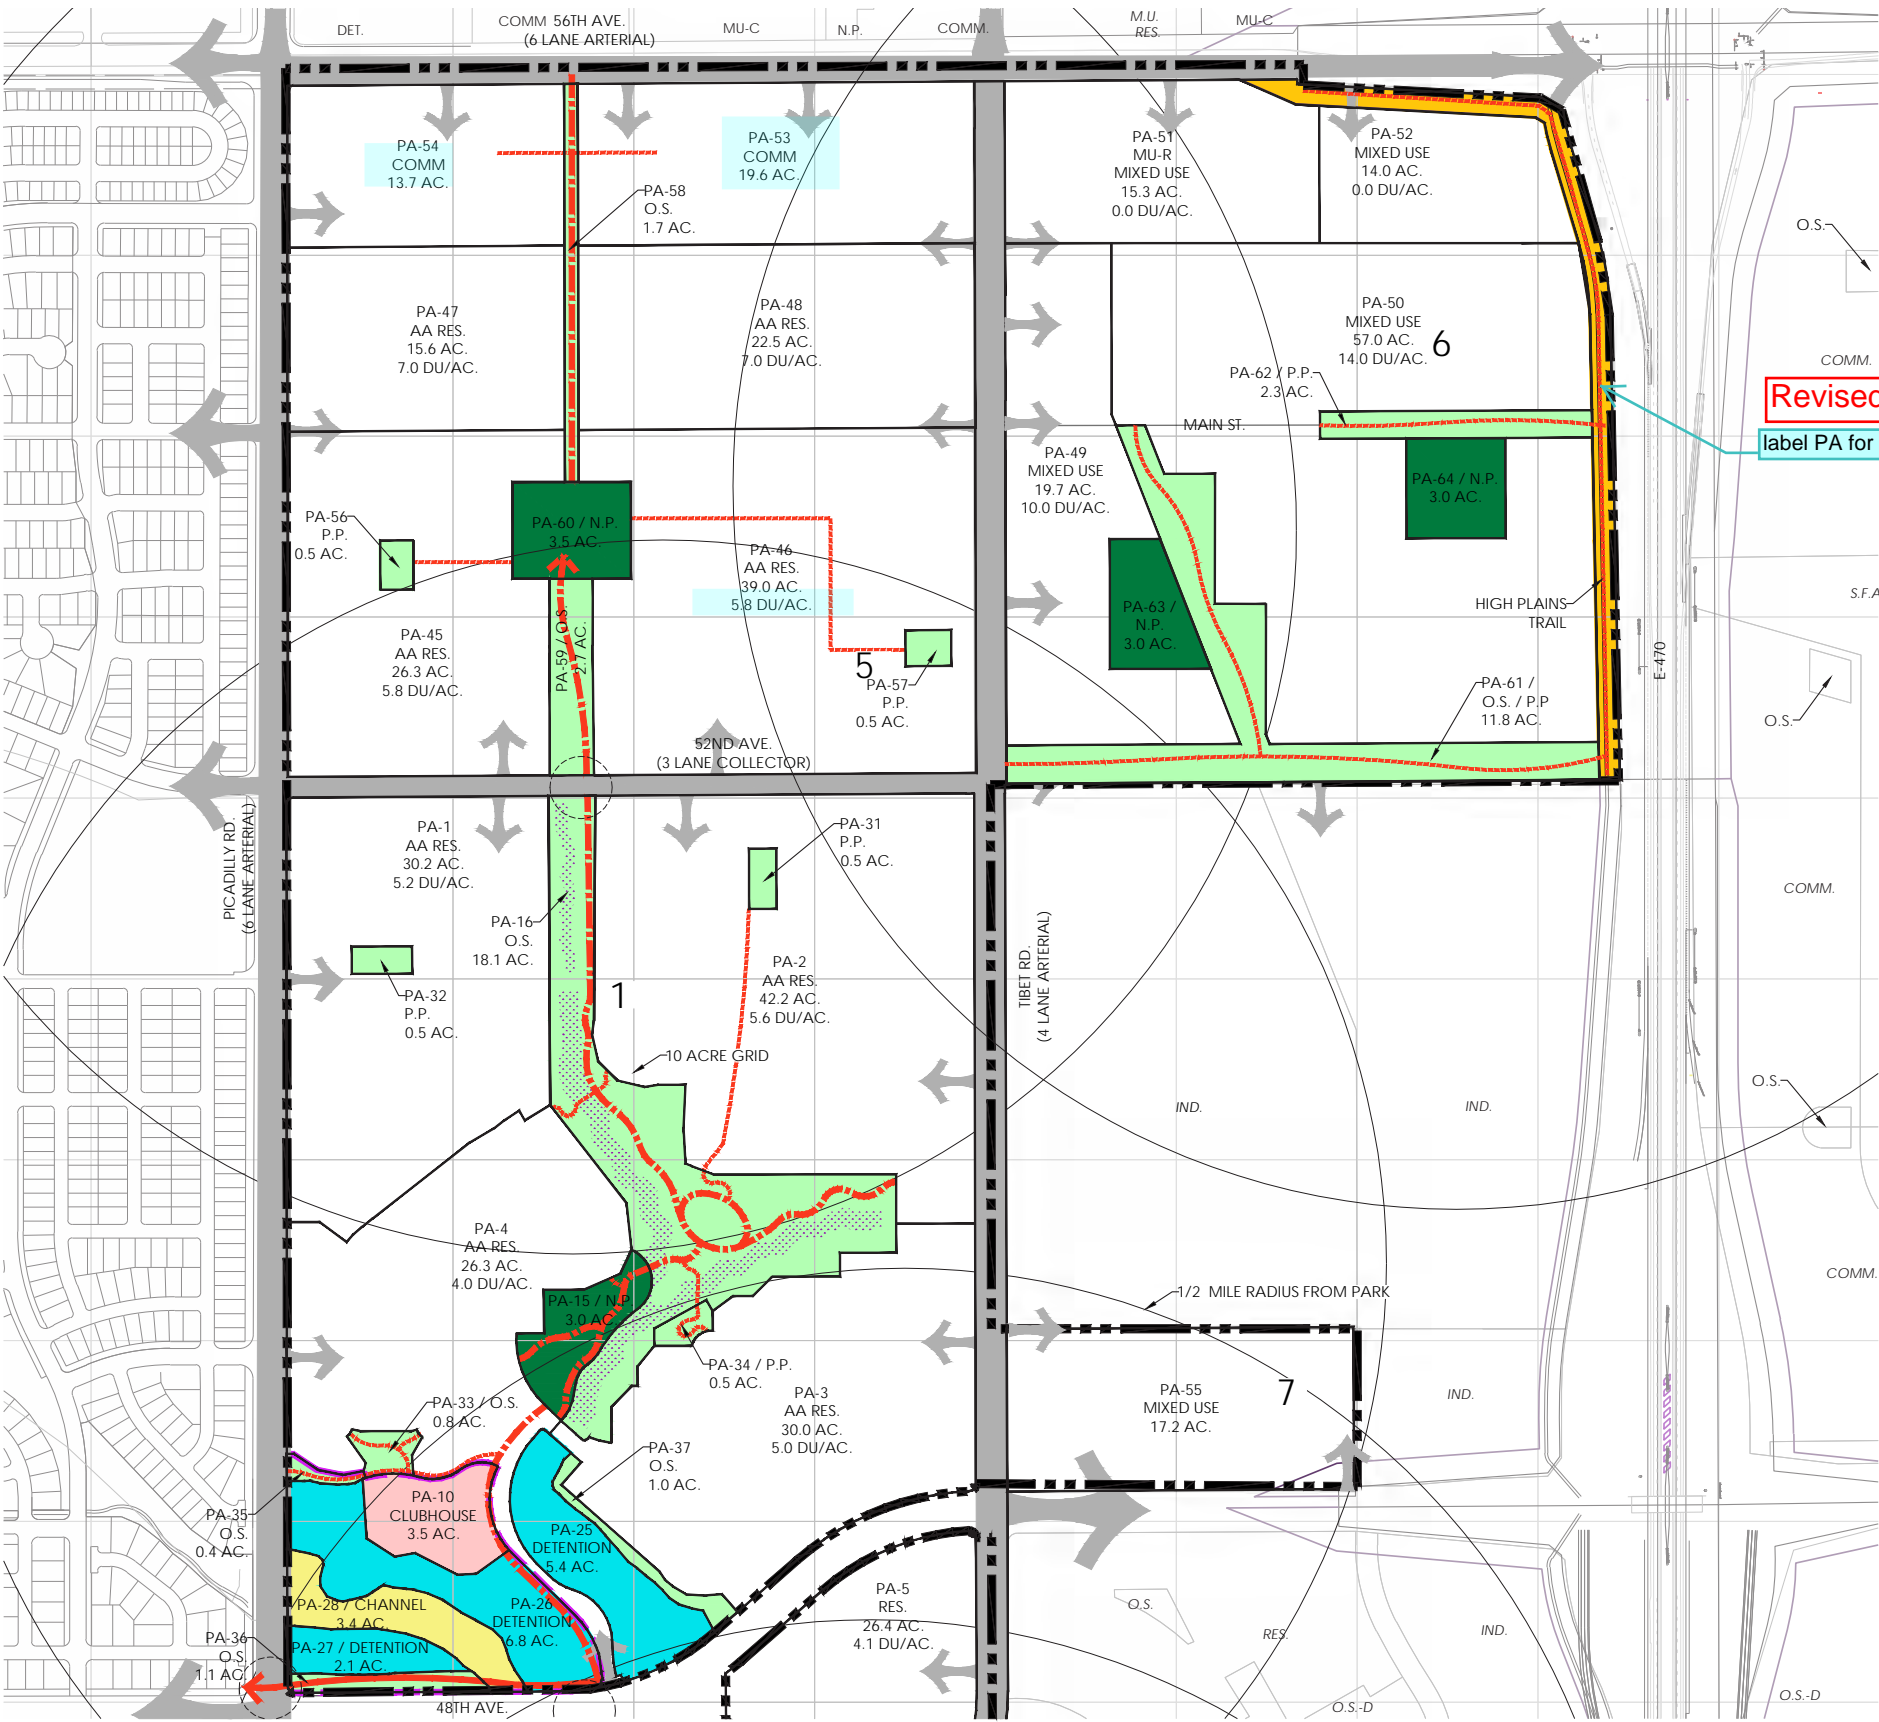 DET.
COMM 56TH AVE.
(6 LANE ARTERIAL)
MU-C
N.P.
COMM.
M.U.
RES.
MU-C
PA-54
COMM
13.7 AC.
PA-53
COMM
19.6 AC.
PA-58
O.S.
1.7 AC.
PA-51
MU-R
MIXED USE
15.3 AC.
0.0 DU/AC.
PA-52
MIXED USE
14.0 AC.
0.0 DU/AC.
O.S.
PA-47
AA RES.
15.6 AC.
7.0 DU/AC.
PA-48
AA RES.
22.5 AC.
7.0 DU/AC.
PA-50
MIXED USE
57.0 AC.
14.0 DU/AC.
6
COMM.
PA-62 / P.P.
2.3 AC.
Revised
label PA for
MAIN ST.
PA-49
MIXED USE
19.7 AC.
10.0 DU/AC.
PA-64 / N.P.
3.0 AC.
PA-56
P.P.
0.5 AC.
PA-60 / N.P.
3.5 AC.
PA-46
AA RES.
39.0 AC.
5.8 DU/AC.
PA-63 /
N.P.
3.0 AC.
HIGH PLAINS
TRAIL
S.F.A
PA-45
AA RES.
26.3 AC.
5.8 DU/AC.
PA-59 / O.S.
2.7 AC.
5
PA-57
P.P.
0.5 AC.
PA-61 /
O.S. / P.P
11.8 AC.
E-470
O.S.
52ND AVE.
(3 LANE COLLECTOR)
PICADILLY RD.
(6 LANE ARTERIAL)
PA-1
AA RES.
30.2 AC.
5.2 DU/AC.
PA-31
P.P.
0.5 AC.
COMM.
PA-16
O.S.
18.1 AC.
PA-2
AA RES.
42.2 AC.
5.6 DU/AC.
TIBET RD.
(4 LANE ARTERIAL)
PA-32
P.P.
0.5 AC.
1
10 ACRE GRID
IND.
IND.
O.S.
PA-4
AA RES.
26.3 AC.
4.0 DU/AC.
COMM.
PA-15 / N.P
3.0 AC.
1/2 MILE RADIUS FROM PARK
PA-34 / P.P.
0.5 AC.
PA-3
AA RES.
30.0 AC.
5.0 DU/AC.
PA-55
MIXED USE
17.2 AC.
7
IND.
PA-33 / O.S.
0.8 AC.
PA-37
O.S.
1.0 AC.
PA-10
CLUBHOUSE
3.5 AC.
PA-35
O.S.
0.4 AC.
PA-25
DETENTION
5.4 AC.
PA-28 / CHANNEL
3.4 AC.
PA-26
DETENTION
6.8 AC.
PA-5
RES.
26.4 AC.
4.1 DU/AC.
O.S.
RES.
IND.
PA-36
O.S.
1.1 AC.
PA-27 / DETENTION
2.1 AC.
48TH AVE.
O.S.-D
O.S.-D